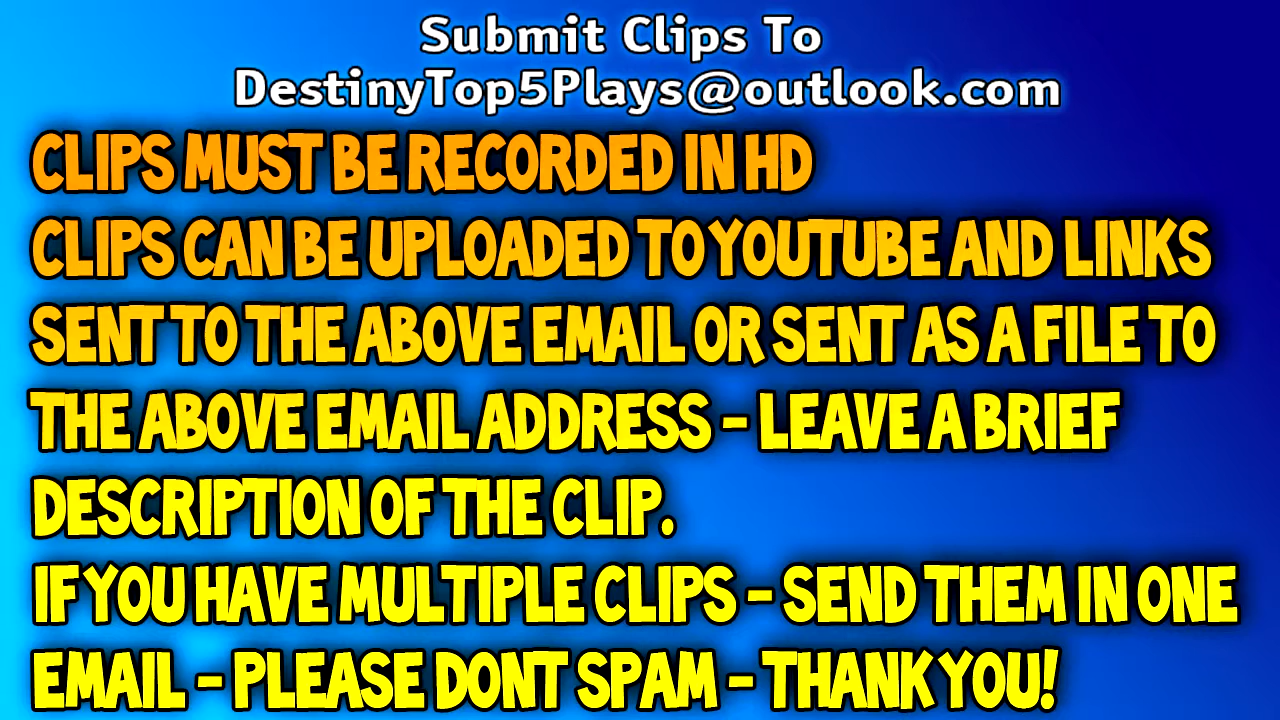 Submit Clips To
DestinyTop5Plays@outlook.com
CLIPS MUST BE RECORDED IN HD
CLIPS CAN BE UPLOADED TO YOUTUBE AND LINKS
SENT TO THE ABOVE EMAIL OR SENT AS A FILE TO
THE ABOVE EMAIL ADDRESS - LEAVE A BRIEF
DESCRIPTION OF THE CLIP.
IF YOU HAVE MULTIPLE CLIPS - SEND THEM IN ONE
EMAIL - PLEASE DONT SPAM - THANK YOU!